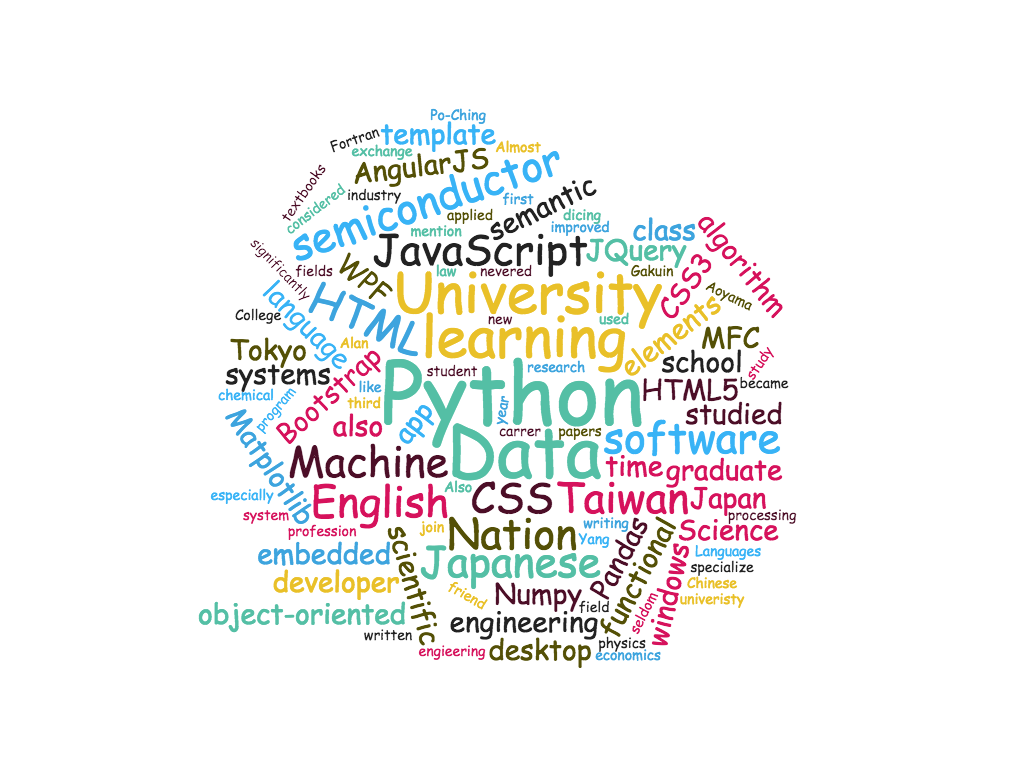 Po-Ching
Fortran
template
exchange
AngularJS
Almost
textbooks
considered
industry
semiconductor
first
semantic
applied
dicing
mention
improved
class
algorithm
significantly
JavaScript
JQuery
fields
WPF
law
nevered
Gakuin
CSS3
Aoyama
University
language
HTML
College
new
used
elements
learning
MFC
Alan
Tokyo
school
study
systems
Bootstrap
student
research
Python
HTML5
became
chemical
program
like
third
year
app
studied
Matplotlib
also
carrer
papers
software
Data
Machine
time
graduate
especially
Also
English
CSS
Taiwan
Japan
system
processing
profession
join
Nation
writing
Yang
Pandas
functional
Science
embedded
scientific
Japanese
windows
Languages
specialize
developer
friend
Numpy
field
seldom
Chinese
univeristy
object-oriented
written
engineering
engieering
desktop
physics
economics